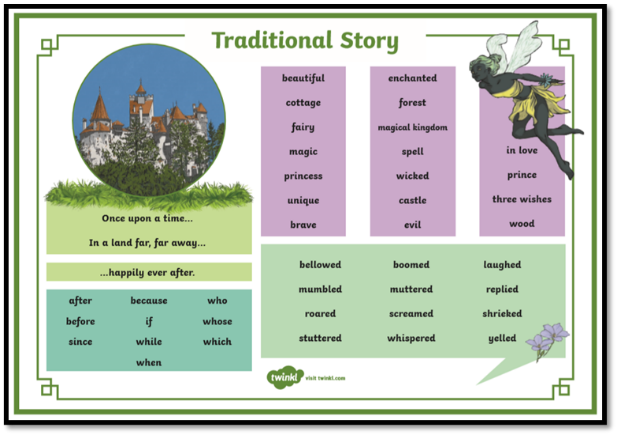 Traditional Story
Once upon a time...
In a land far, far away...
...happily ever after.
after because who
before if whose
since while which
when
beautiful
cottage
fairy
magic
princess
unique
brave
enchanted
forest
magical kingdom
spell
wicked
castle
evil
in love
prince
three wishes
wood
bellowed boomed laughed
mumbled muttered replied
roared screamed shrieked
stuttered whispered yelled
twinkl visit twinkl.com